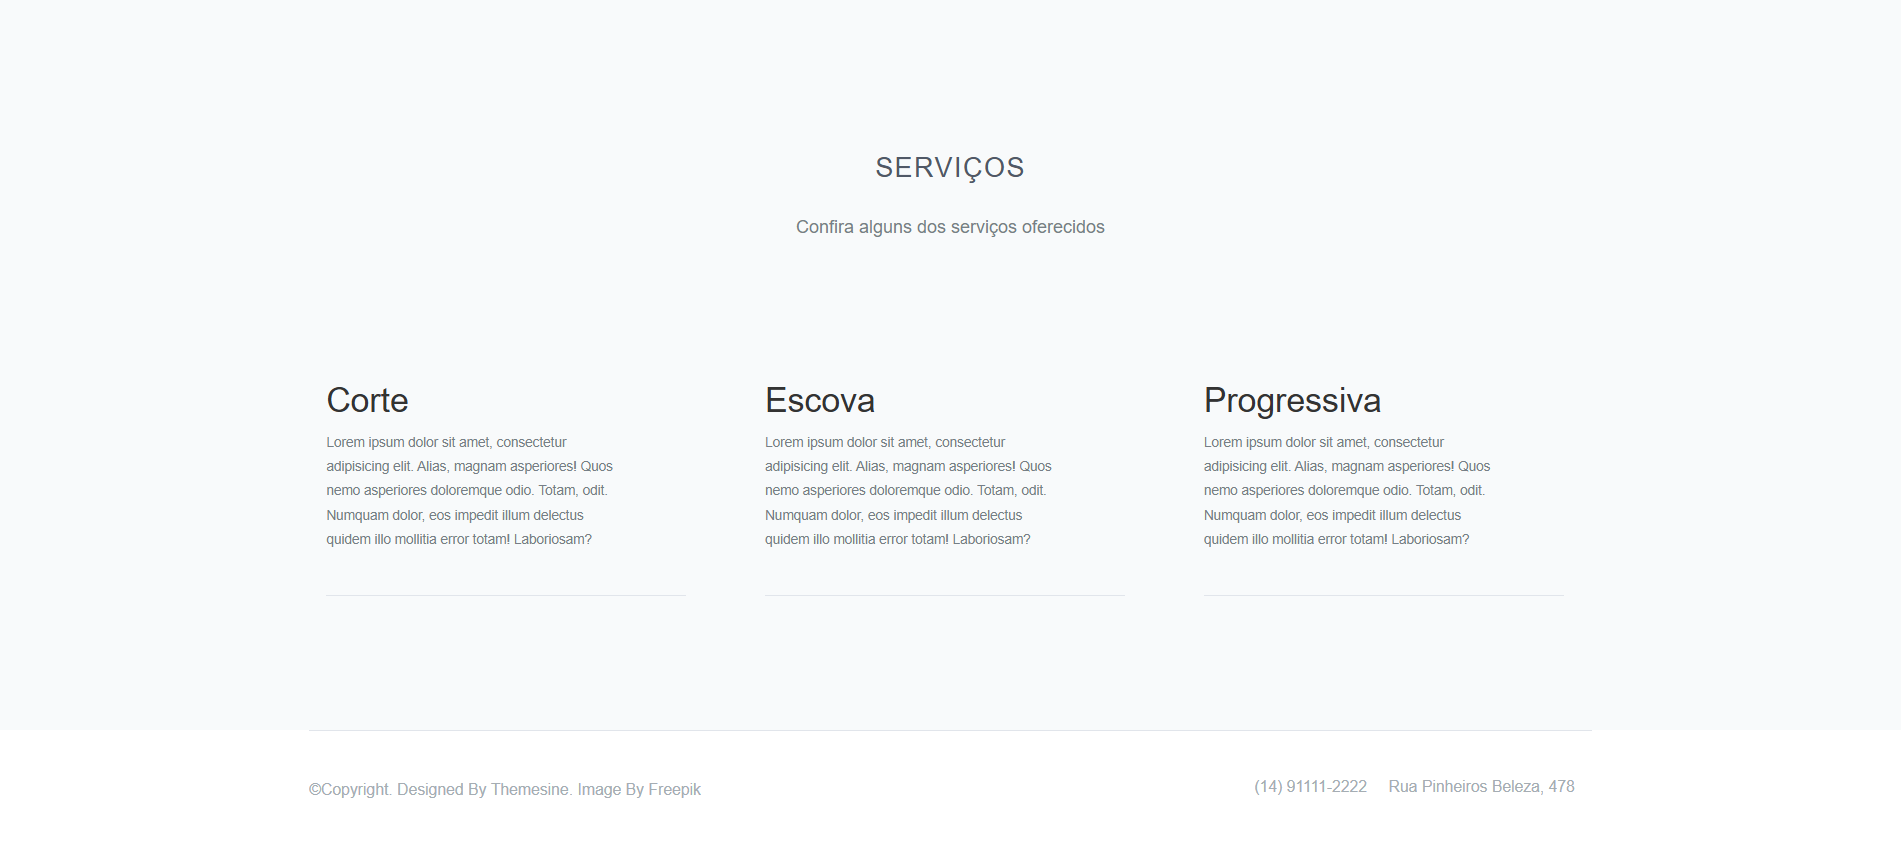 SERVIÇOS
Confira alguns dos serviços oferecidos
Corte
Lorem ipsum dolor sit amet, consectetur
adipisicing elit. Alias, magnam asperiores! Quos
nemo asperiores doloremque odio. Totam, odit.
Numquam dolor, eos impedit illum delectus
quidem illo mollitia error totam! Laboriosam?
Escova
Lorem ipsum dolor sit amet, consectetur
adipisicing elit. Alias, magnam asperiores! Quos
nemo asperiores doloremque odio. Totam, odit.
Numquam dolor, eos impedit illum delectus
quidem illo mollitia error totam! Laboriosam?
Progressiva
Lorem ipsum dolor sit amet, consectetur
adipisicing elit. Alias, magnam asperiores! Quos
nemo asperiores doloremque odio. Totam, odit.
Numquam dolor, eos impedit illum delectus
quidem illo mollitia error totam! Laboriosam?
©Copyright. Designed By Themesine. Image By Freepik
(14) 91111-2222 Rua Pinheiros Beleza, 478